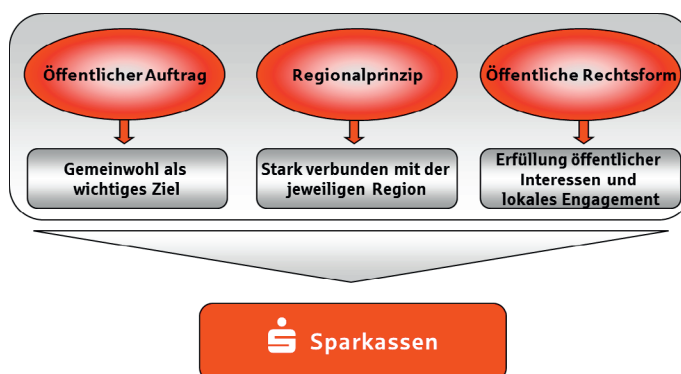 Öffentlicher Auftrag
Regionalprinzip
Öffentliche Rechtsform
Gemeinwohl als
wichtiges Ziel
Stark verbunden mit der
jeweiligen Region
Erfüllung öffentlicher
Interessen und
lokales Engagement
Sparkassen